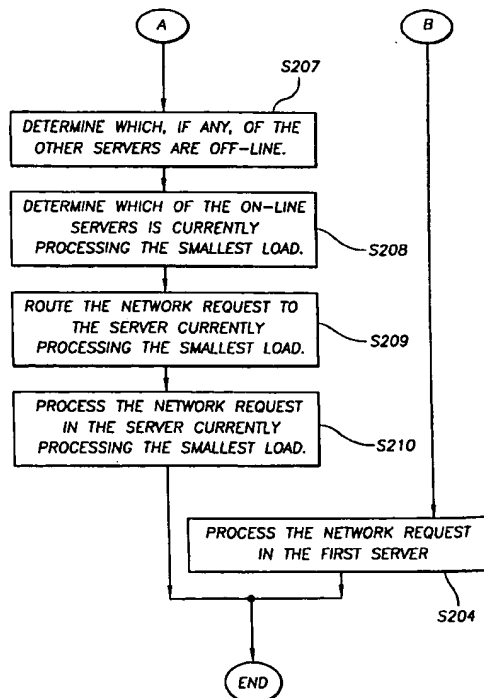 A
B
S207
DETERMINE WHICH, IF ANY, OF THE
OTHER SERVERS ARE OFF-LINE.
DETERMINE WHICH OF THE ON-LINE
SERVERS IS CURRENTLY
PROCESSING THE SMALLEST LOAD.
S208
ROUTE THE NETWORK REQUEST TO
THE SERVER CURRENTLY
PROCESSING THE SMALLEST LOAD.
S209
PROCESS THE NETWORK REQUEST
IN THE SERVER CURRENTLY
PROCESSING THE SMALLEST LOAD.
S210
PROCESS THE NETWORK REQUEST
IN THE FIRST SERVER
S204
END